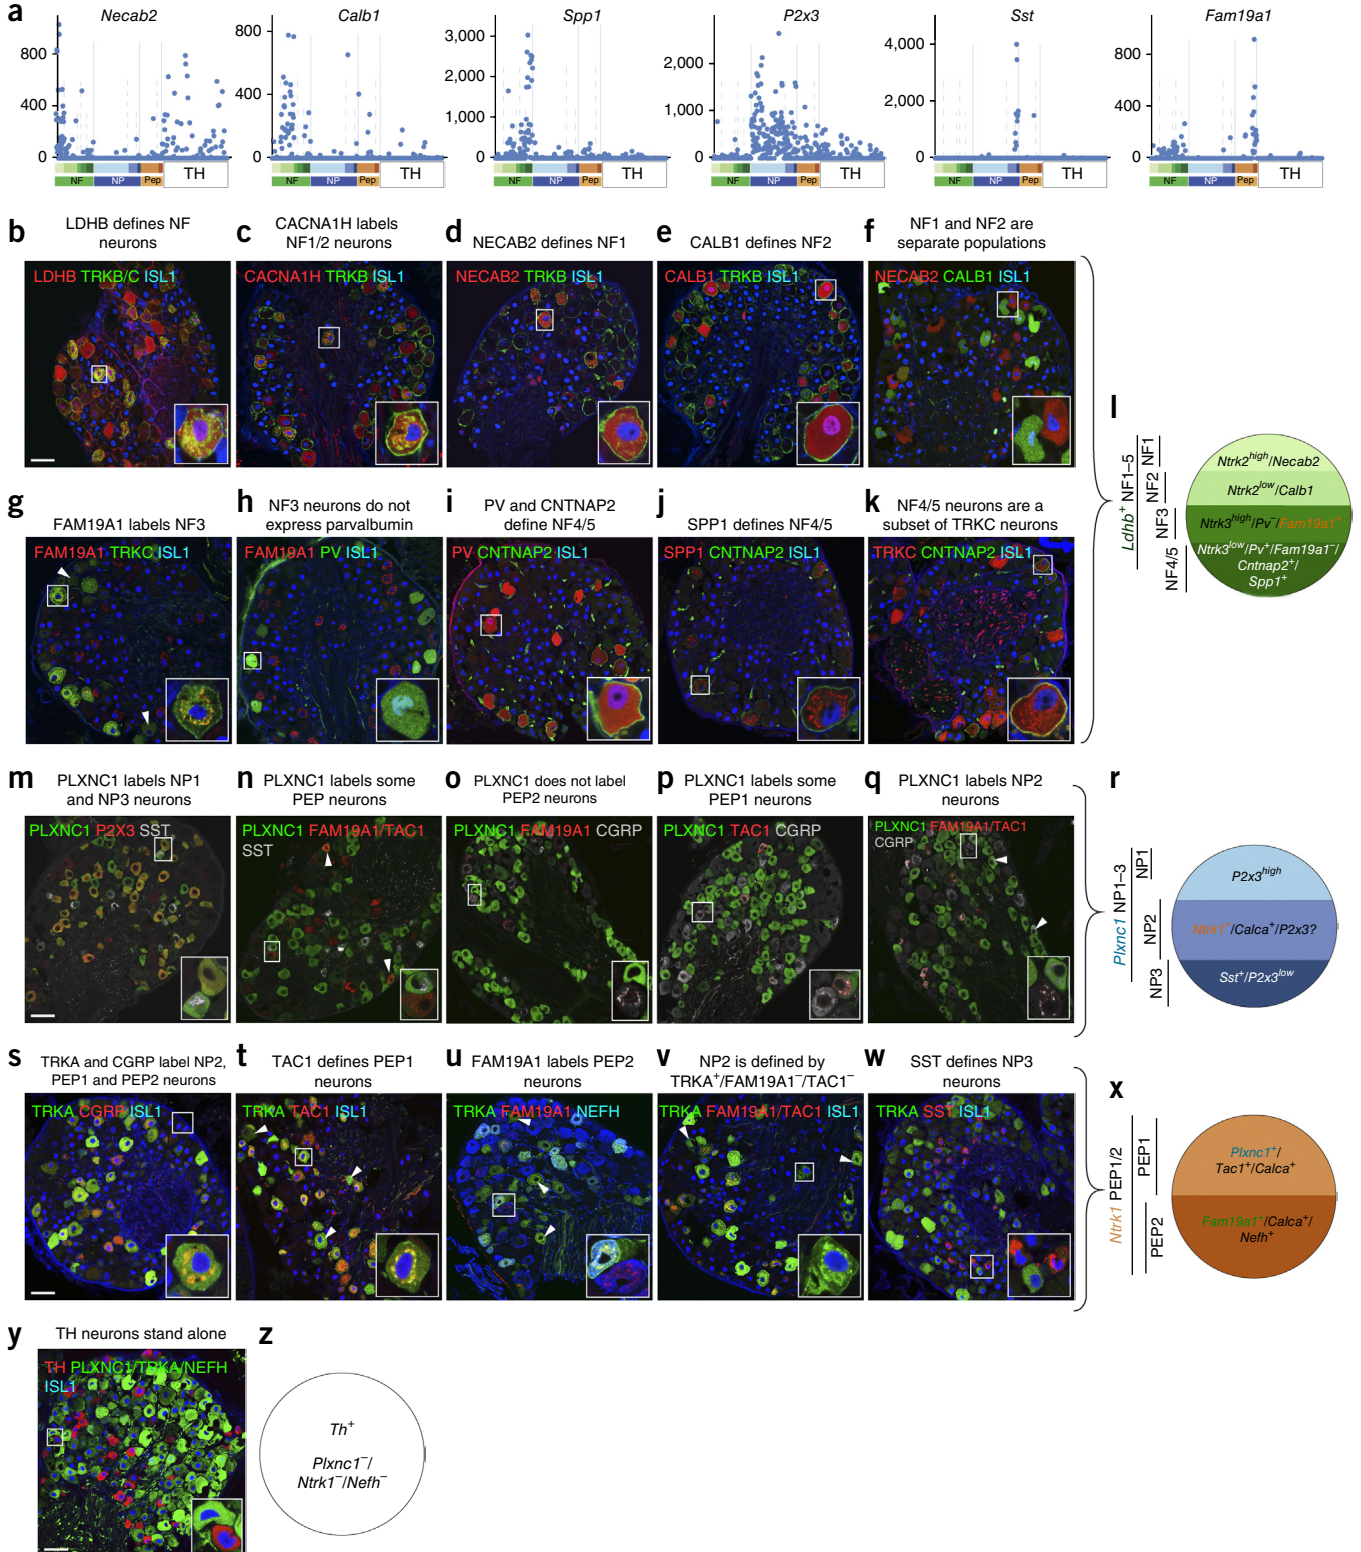 a
Necab2
Calb1
Spp1
P2x3
Sst
Fam19a1
800
400
0
800
400
0
3,000
2,000
1,000
0
2,000
1,000
0
4,000
2,000
0
800
400
0
NF NP Pep TH
NF NP Pep TH
NF NP Pep TH
NF NP Pep TH
NF NP Pep TH
NF NP Pep TH
b
LDHB defines NF
neurons
LDHB TRKB/C ISL1
c
CACNA1H labels
NF1/2 neurons
CACNA1H TRKB ISL1
d
NECAB2 defines NF1
NECAB2 TRKB ISL1
e
CALB1 defines NF2
CALB1 TRKB ISL1
f
NF1 and NF2 are
separate populations
NECAB2 CALB1 ISL1
g
FAM19A1 labels NF3
FAM19A1 TRKC ISL1
h
NF3 neurons do not
express parvalbumin
FAM19A1 PV ISL1
i
PV and CNTNAP2
define NF4/5
PV CNTNAP2 ISL1
j
SPP1 defines NF4/5
SPP1 CNTNAP2 ISL1
k
NF4/5 neurons are a
subset of TRKC neurons
TRKC CNTNAP2 ISL1
l
Ldhb+ NF1–5
NF1
NF2
NF3
NF4/5
Ntrk2high/Necab2
Ntrk2low/Calb1
Ntrk3high/Pv−/Fam19a1+
Ntrk3low/Pv+/Fam19a1−/
Cntnap2+/
Spp1+
m
PLXNC1 labels NP1
and NP3 neurons
PLXNC1 P2X3 SST
n
PLXNC1 labels some
PEP neurons
PLXNC1 FAM19A1/TAC1
SST
o
PLXNC1 does not label
PEP2 neurons
PLXNC1 FAM19A1 CGRP
p
PLXNC1 labels some
PEP1 neurons
PLXNC1 TAC1 CGRP
q
PLXNC1 labels NP2
neurons
PLXNC1 FAM19A1/TAC1
CGRP
r
Plxnc1 NP1–3
NP1
NP2
NP3
P2x3high
Ntrk1+/Calca+/P2x3?
Sst+/P2x3low
s
TRKA and CGRP label NP2,
PEP1 and PEP2 neurons
TRKA CGRP ISL1
t
TAC1 defines PEP1
neurons
TRKA TAC1 ISL1
u
FAM19A1 labels PEP2
neurons
TRKA FAM19A1 NEFH
v
NP2 is defined by
TRKA+/FAM19A1−/TAC1−
TRKA FAM19A1/TAC1 ISL1
w
SST defines NP3
neurons
TRKA SST ISL1
x
Ntrk1 PEP1/2
PEP1
PEP2
Plxnc1+/
Tac1+/Calca+
Fam19a1+/Calca+/
Nefh+
y
TH neurons stand alone
TH PLXNC1/TRKA/NEFH
ISL1
z
Th+
Plxnc1−/
Ntrk1−/Nefh−